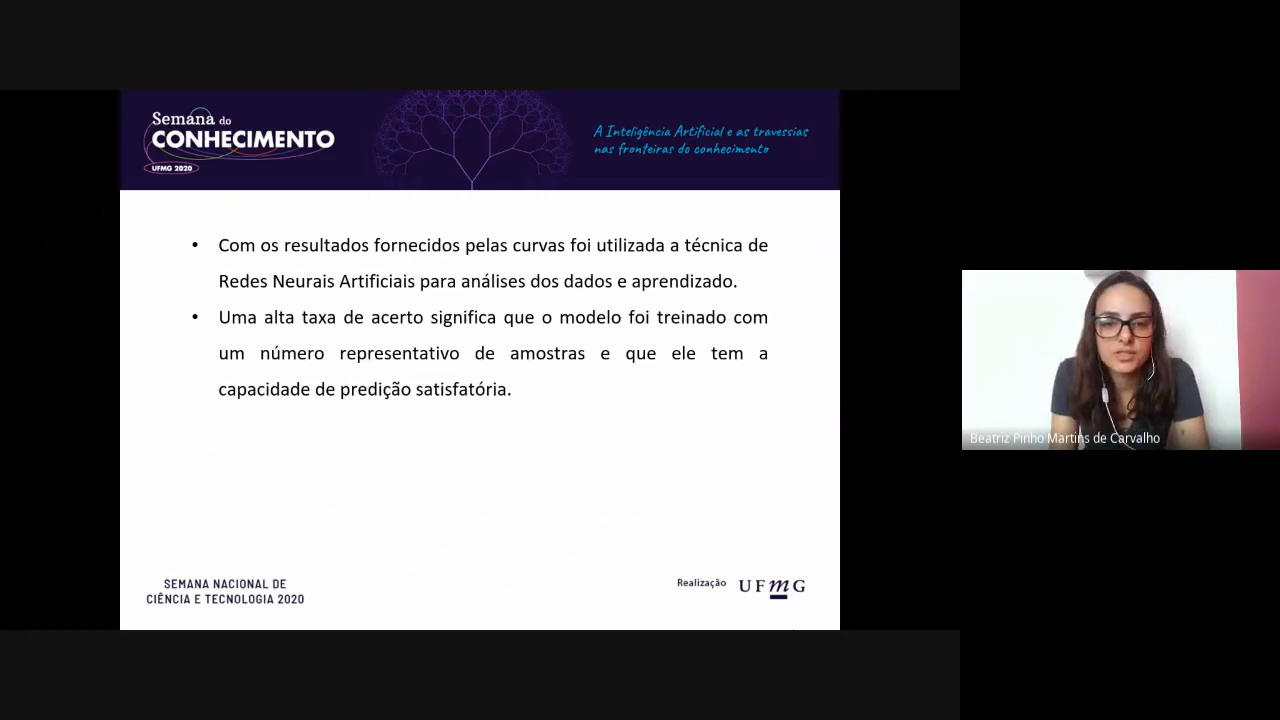 Semana do
CONHECIMENTO
UFMG 2020
A Inteligência Artificial e as travessias
nas fronteiras do conhecimento
• Com os resultados fornecidos pelas curvas foi utilizada a técnica de
Redes Neurais Artificiais para análises dos dados e aprendizado.
• Uma alta taxa de acerto significa que o modelo foi treinado com
um número representativo de amostras e que ele tem a
capacidade de predição satisfatória.
SEMANA NACIONAL DE
CIÊNCIA E TECNOLOGIA 2020
Realização
UFMG
Beatriz Pinho Martins de Carvalho